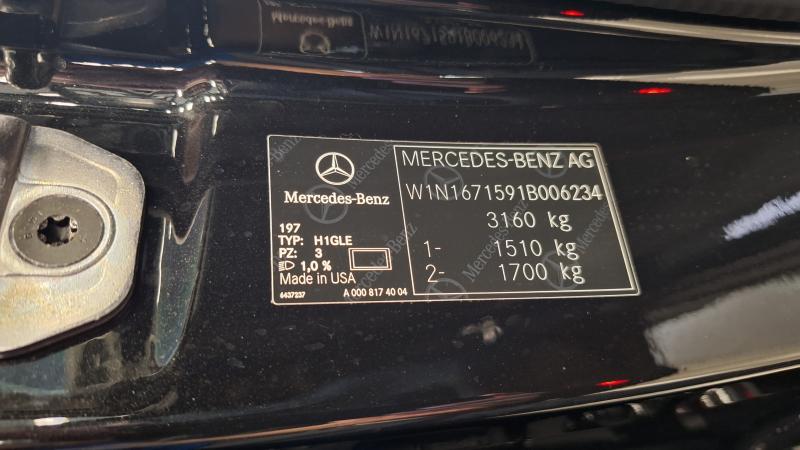 Mercedes-Benz
197
TYP: H1GLE
PZ: 3
1,0 %
Made in USA
6437237
A 000 817 40 04
MERCEDES-BENZ AG
W1N1671591B006234
3160 kg
1- 1510 kg
2- 1700 kg